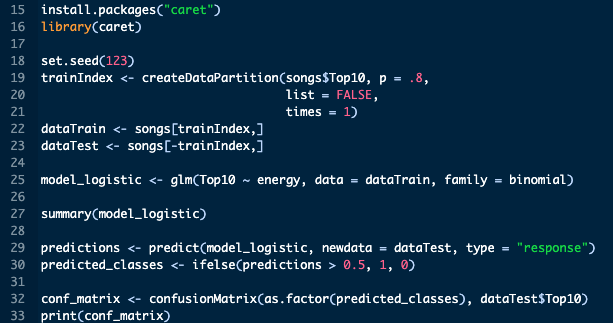 15 install.packages("caret")
16 library(caret)
17
18 set.seed(123)
19 trainIndex <- createDataPartition(songs$Top10, p = .8,
20                                   list = FALSE,
21                                   times = 1)
22 dataTrain <- songs[trainIndex,]
23 dataTest <- songs[-trainIndex,]
24
25 model_logistic <- glm(Top10 ~ energy, data = dataTrain, family = binomial)
26
27 summary(model_logistic)
28
29 predictions <- predict(model_logistic, newdata = dataTest, type = "response")
30 predicted_classes <- ifelse(predictions > 0.5, 1, 0)
31
32 conf_matrix <- confusionMatrix(as.factor(predicted_classes), dataTest$Top10)
33 print(conf_matrix)